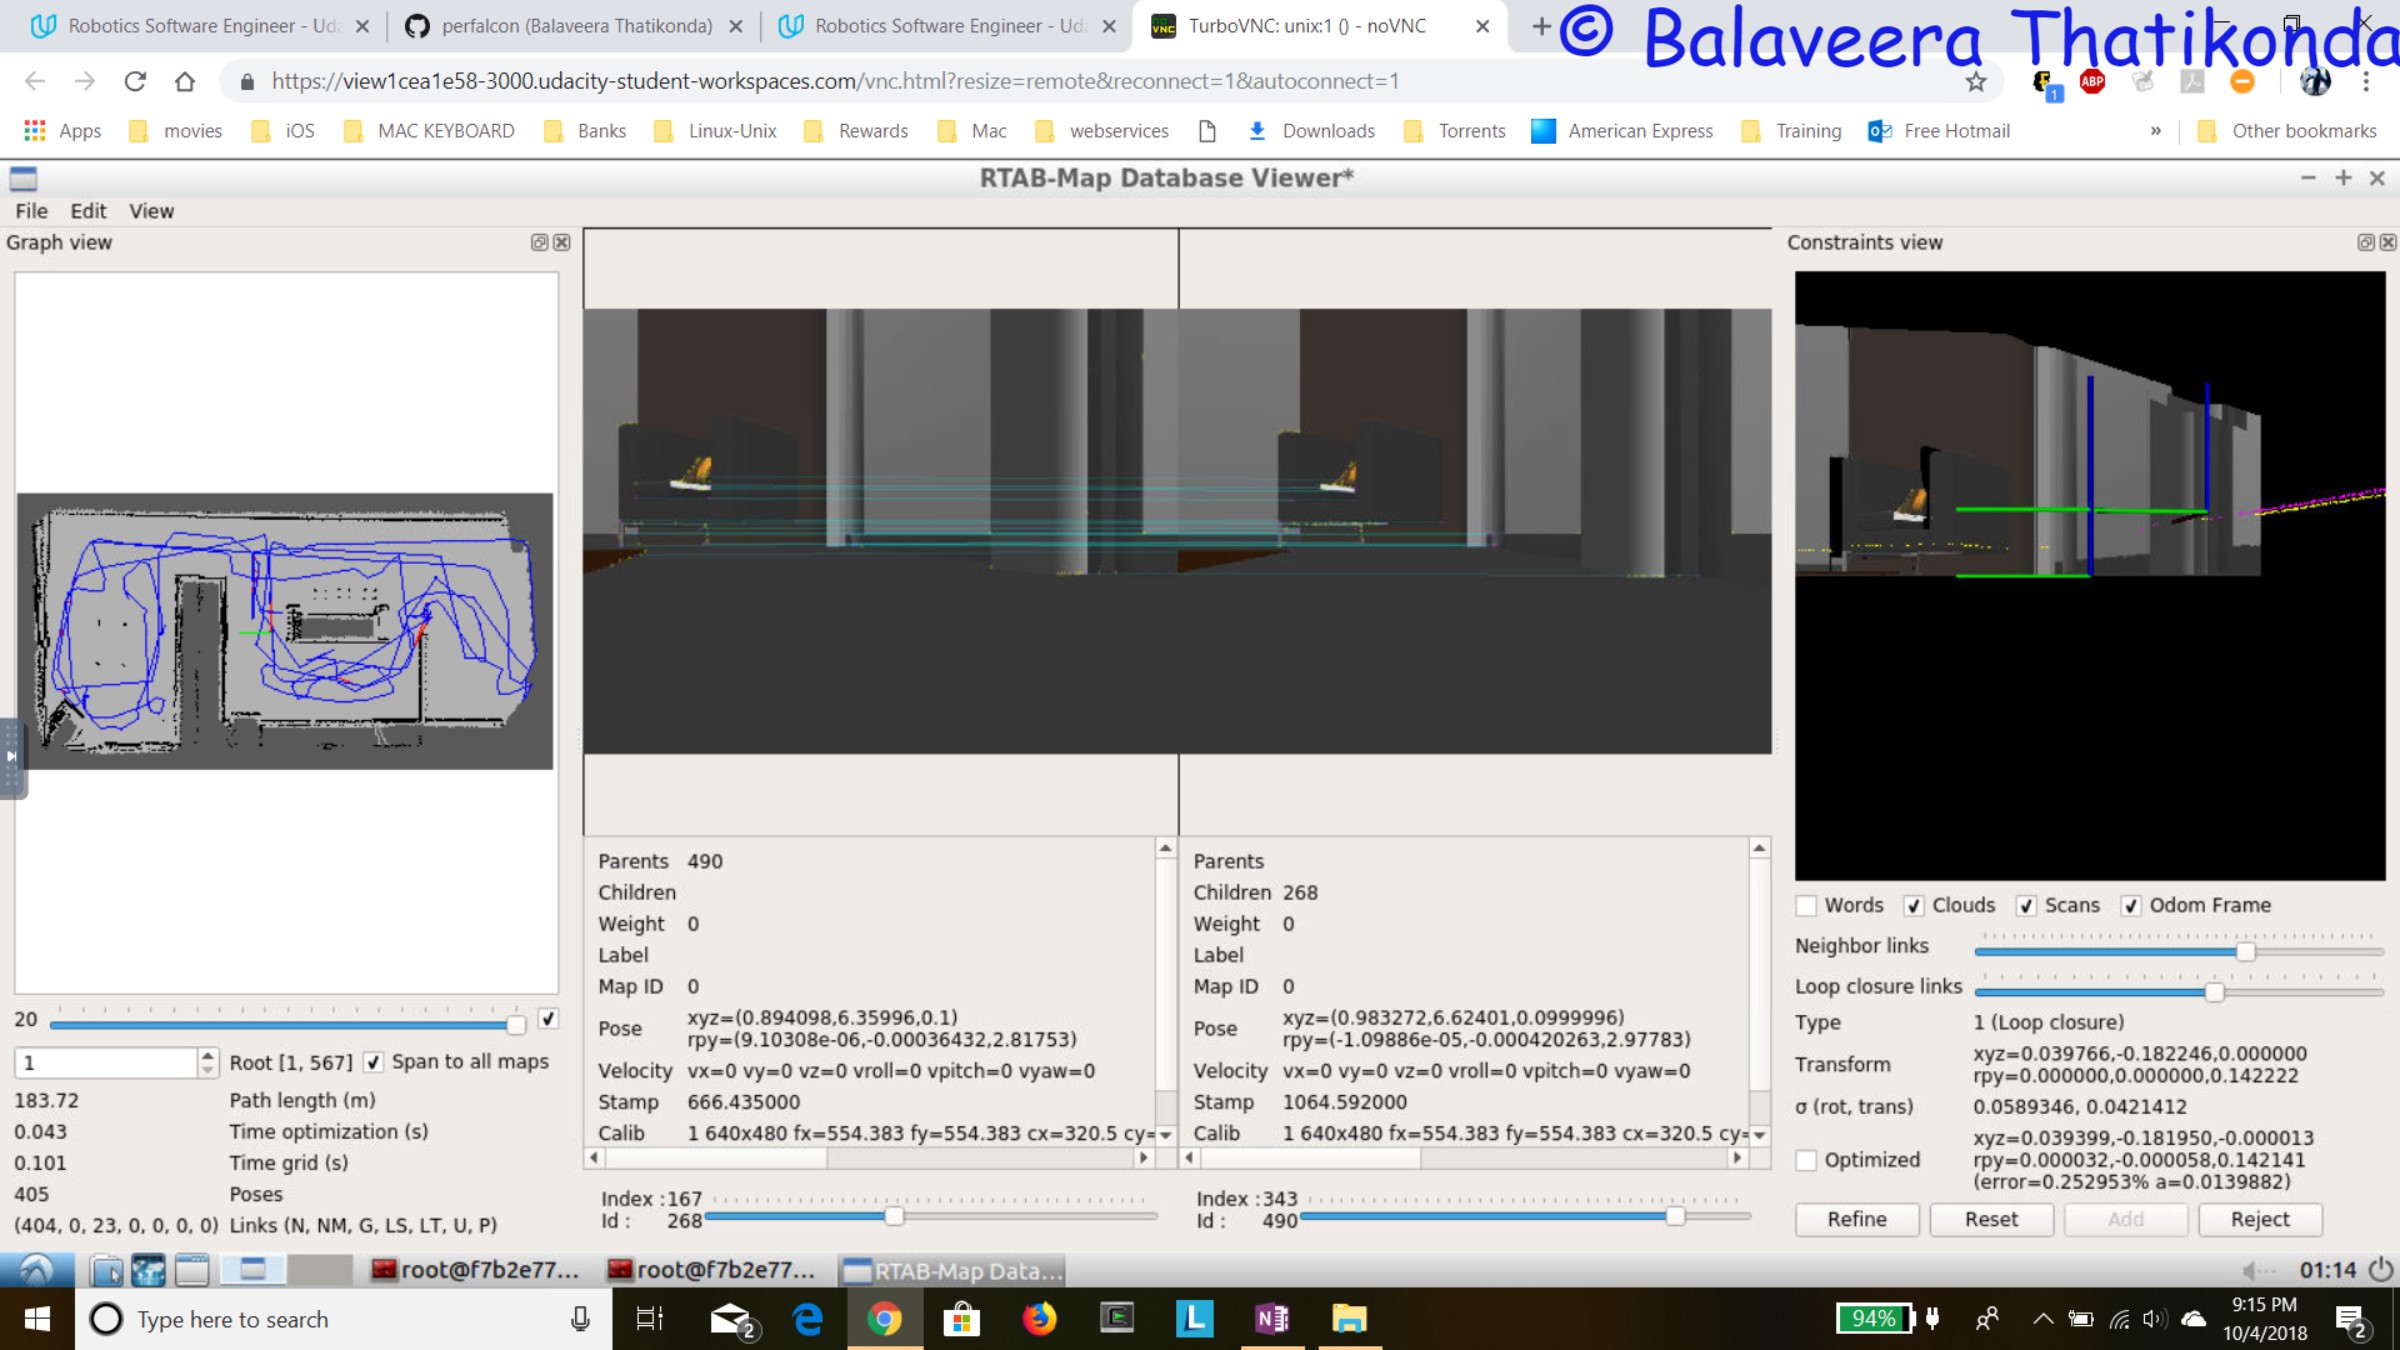 Robotics Software Engineer - Uda
perfalcon (Balaveera Thatikonda)
Robotics Software Engineer - Uda
TurboVNC: unix:1 () - noVNC
© Balaveera Thatikonda
https://view1cea1e58-3000.udacity-student-workspaces.com/vnc.html?resize=remote&reconnect=1&autoconnect=1
ABP
1
Apps movies iOS MAC KEYBOARD Banks Linux-Unix Rewards Mac webservices Downloads Torrents American Express Training Free Hotmail » Other bookmarks
RTAB-Map Database Viewer*
File Edit View
Graph view
20
1 Root [1, 567] Span to all maps
183.72 Path length (m)
0.043 Time optimization (s)
0.101 Time grid (s)
405 Poses
(404, 0, 23, 0, 0, 0, 0) Links (N, NM, G, LS, LT, U, P)
Parents 490
Children
Weight 0
Label
Map ID 0
Pose xyz=(0.894098,6.35996,0.1)
rpy=(9.10308e-06,-0.00036432,2.81753)
Velocity vx=0 vy=0 vz=0 vroll=0 vpitch=0 vyaw=0
Stamp 666.435000
Calib 1 640x480 fx=554.383 fy=554.383 cx=320.5 cy=
Index : 167
Id : 268
Parents
Children 268
Weight 0
Label
Map ID 0
Pose xyz=(0.983272,6.62401,0.0999996)
rpy=(-1.09886e-05,-0.000420263,2.97783)
Velocity vx=0 vy=0 vz=0 vroll=0 vpitch=0 vyaw=0
Stamp 1064.592000
Calib 1 640x480 fx=554.383 fy=554.383 cx=320.5 cy=
Index : 343
Id : 490
Constraints view
Words Clouds Scans Odom Frame
Neighbor links
Loop closure links
Type 1 (Loop closure)
Transform xyz=0.039766,-0.182246,0.000000
rpy=0.000000,0.000000,0.142222
σ (rot, trans) 0.0589346, 0.0421412
Optimized xyz=0.039399,-0.181950,-0.000013
rpy=0.000032,-0.000058,0.142141
(error=0.252953% a=0.0139882)
Refine Reset Add Reject
root@f7b2e77...
root@f7b2e77...
RTAB-Map Data...
01:14
Type here to search
2
94%
9:15 PM
10/4/2018
2